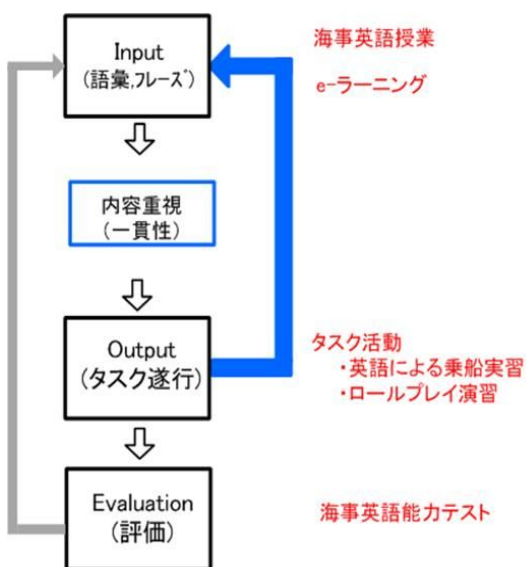 Input
(語彙,フレーズ)
海事英語授業
e-ラーニング
内容重視
(一貫性)
Output
(タスク遂行)
タスク活動
・英語による乗船実習
・ロールプレイ演習
Evaluation
(評価)
海事英語能力テスト